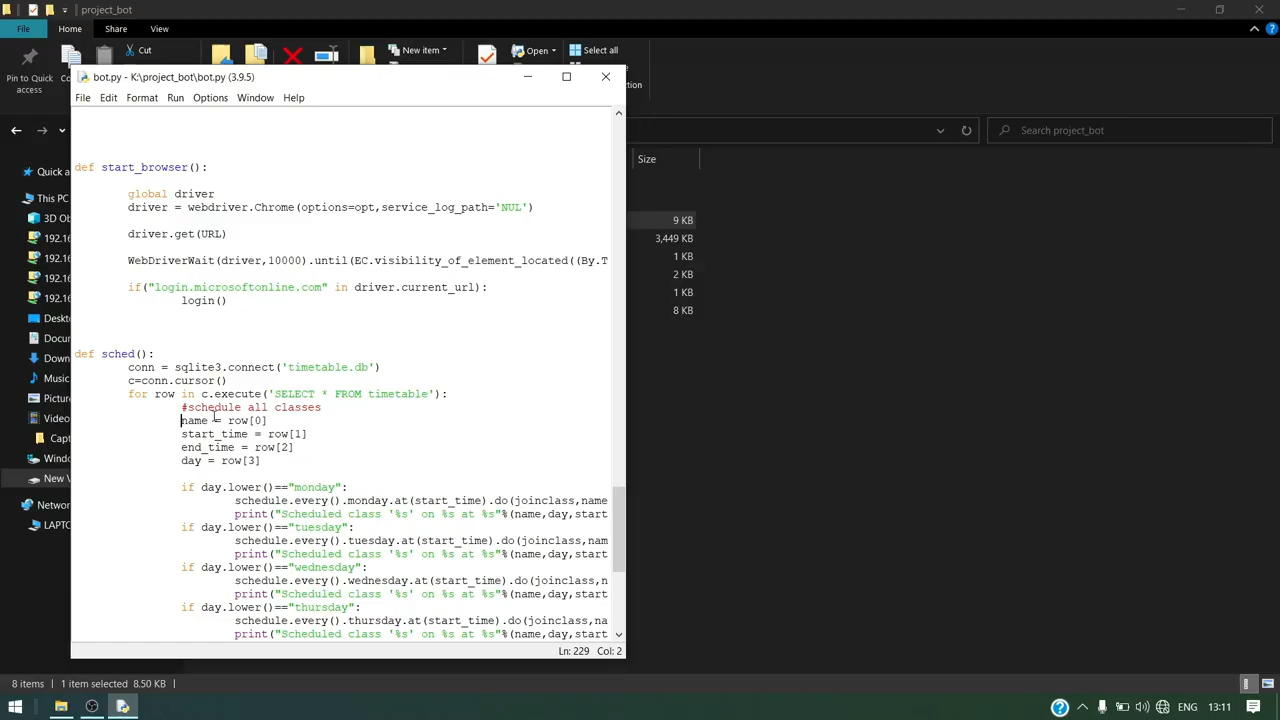 project_bot
File
Home
Share
View
Pin to Quick
access
Cut
New item
Open
Select all
bot.py - K:\project_bot\bot.py (3.9.5)
File Edit Format Run Options Window Help
Search project_bot
Size
Quick a
This PC
3D Ob
192.16
192.16
192.16
192.16
Deskto
Docum
Down
Music
Picture
Video
Capt
Windo
New V
Networ
LAPTO
9 KB
3,449 KB
1 KB
2 KB
1 KB
8 KB
def start_browser():
global driver
driver = webdriver.Chrome(options=opt,service_log_path='NUL')
driver.get(URL)
WebDriverWait(driver,10000).until(EC.visibility_of_element_located((By.T
if("login.microsoftonline.com" in driver.current_url):
login()
def sched():
conn = sqlite3.connect('timetable.db')
c=conn.cursor()
for row in c.execute('SELECT * FROM timetable'):
#schedule all classes
name = row[0]
start_time = row[1]
end_time = row[2]
day = row[3]
if day.lower()=="monday":
schedule.every().monday.at(start_time).do(joinclass,name
print("Scheduled class '%s' on %s at %s"%(name,day,start
if day.lower()=="tuesday":
schedule.every().tuesday.at(start_time).do(joinclass,nam
print("Scheduled class '%s' on %s at %s"%(name,day,start
if day.lower()=="wednesday":
schedule.every().wednesday.at(start_time).do(joinclass,n
print("Scheduled class '%s' on %s at %s"%(name,day,start
if day.lower()=="thursday":
schedule.every().thursday.at(start_time).do(joinclass,na
print("Scheduled class '%s' on %s at %s"%(name,day,start
Ln: 229 Col: 2
8 items 1 item selected 8.50 KB
ENG 13:11